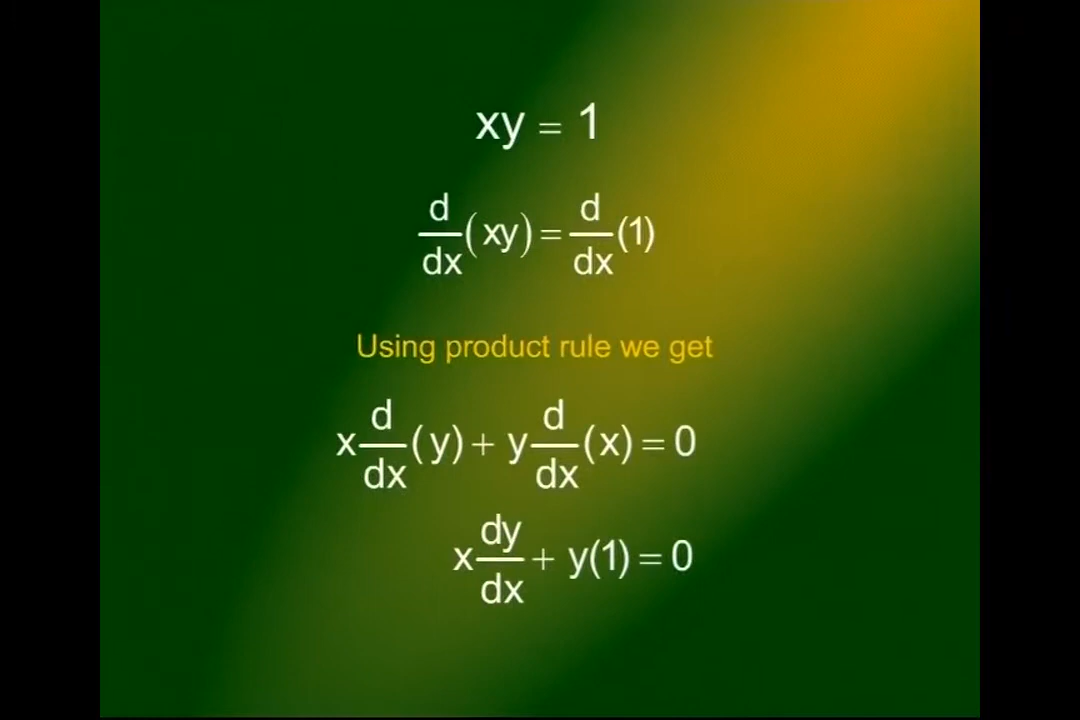 xy = 1
d/dx (xy) = d/dx (1)
Using product rule we get
x d/dx (y) + y d/dx (x) = 0
x dy/dx + y(1) = 0